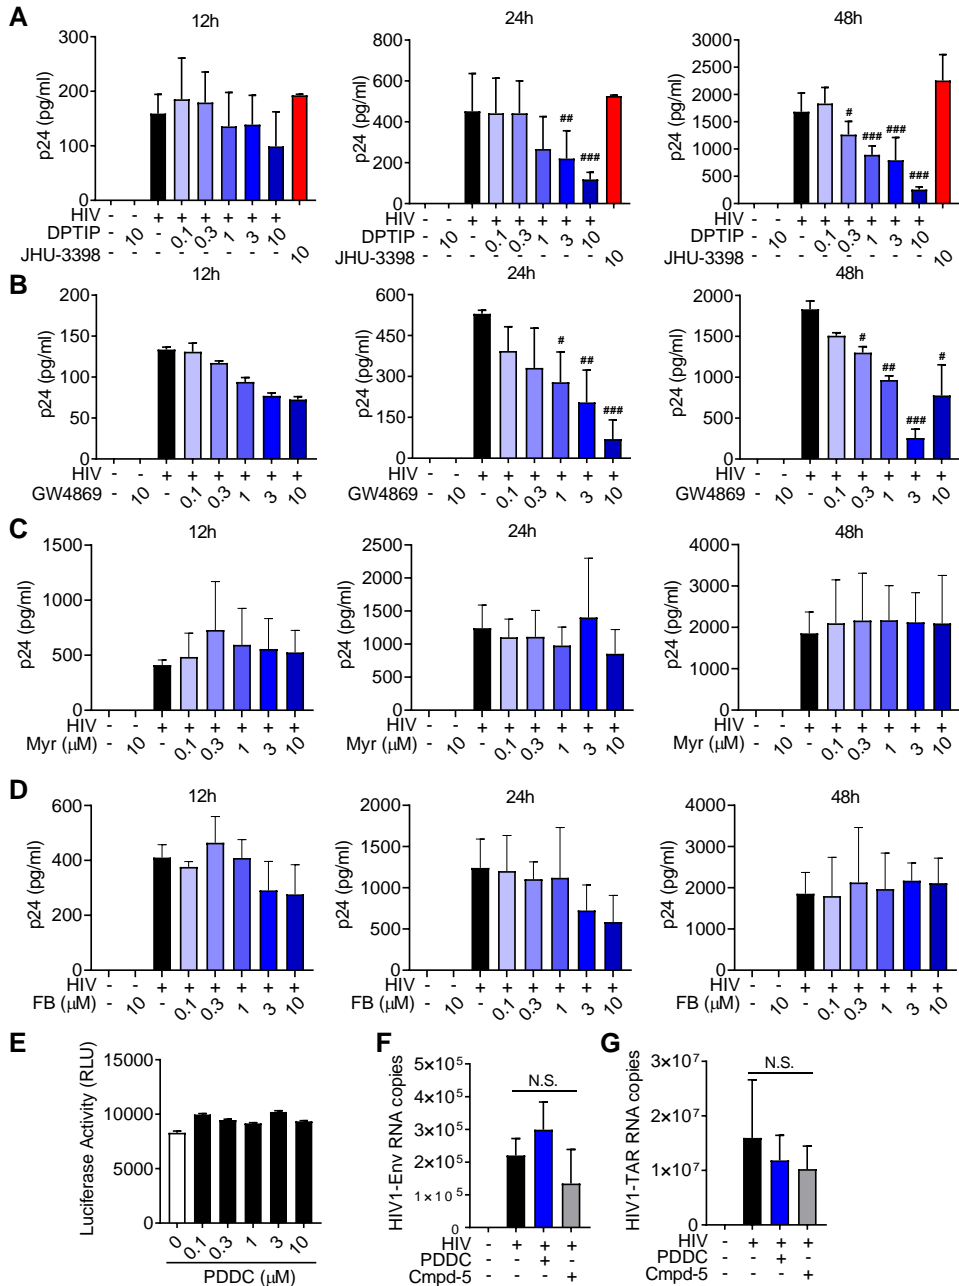 A
12h
24h
48h
p24 (pg/ml)
300
200
100
0
p24 (pg/ml)
800
600
400
200
0
## ###
p24 (pg/ml)
3000
2500
2000
1500
1000
500
0
# ### ### ###
HIV - - + + + + + +
DPTIP - 10 - 0.1 0.3 1 3 10 -
JHU-3398 - - - - - - - - 10
HIV - - + + + + + +
DPTIP - 10 - 0.1 0.3 1 3 10 -
JHU-3398 - - - - - - - - 10
HIV - - + + + + + +
DPTIP - 10 - 0.1 0.3 1 3 10 -
JHU-3398 - - - - - - - - 10
B
12h
24h
48h
p24 (pg/ml)
200
150
100
50
0
p24 (pg/ml)
600
450
300
150
0
# ## ###
p24 (pg/ml)
2000
1500
1000
500
0
# ## ### #
HIV - - + + + + + +
GW4869 - 10 - 0.1 0.3 1 3 10
HIV - - + + + + + +
GW4869 - 10 - 0.1 0.3 1 3 10
HIV - - + + + + + +
GW4869 - 10 - 0.1 0.3 1 3 10
C
12h
24h
48h
p24 (pg/ml)
1500
1000
500
0
p24 (pg/ml)
2500
2000
1500
1000
500
0
p24 (pg/ml)
4000
3000
2000
1000
0
HIV - - + + + + + +
Myr (μM) - 10 - 0.1 0.3 1 3 10
HIV - - + + + + + +
Myr (μM) - 10 - 0.1 0.3 1 3 10
HIV - - + + + + + +
Myr (μM) - 10 - 0.1 0.3 1 3 10
D
12h
24h
48h
p24 (pg/ml)
600
400
200
0
p24 (pg/ml)
2000
1500
1000
500
0
p24 (pg/ml)
4000
3000
2000
1000
0
HIV - - + + + + + +
FB (μM) - 10 - 0.1 0.3 1 3 10
HIV - - + + + + + +
FB (μM) - 10 - 0.1 0.3 1 3 10
HIV - - + + + + + +
FB (μM) - 10 - 0.1 0.3 1 3 10
E
Luciferase Activity (RLU)
15000
10000
5000
0
0 0.1 0.3 1 3 10
PDDC (μM)
F
HIV1-Env RNA copies
5×10⁵
4×10⁵
3×10⁵
2×10⁵
1×10⁵
0
N.S.
HIV - + + +
PDDC - - + -
Cmpd-5 - - - +
G
HIV1-TAR RNA copies
3×10⁷
2×10⁷
1×10⁷
0
N.S.
HIV - + + +
PDDC - - + -
Cmpd-5 - - - +